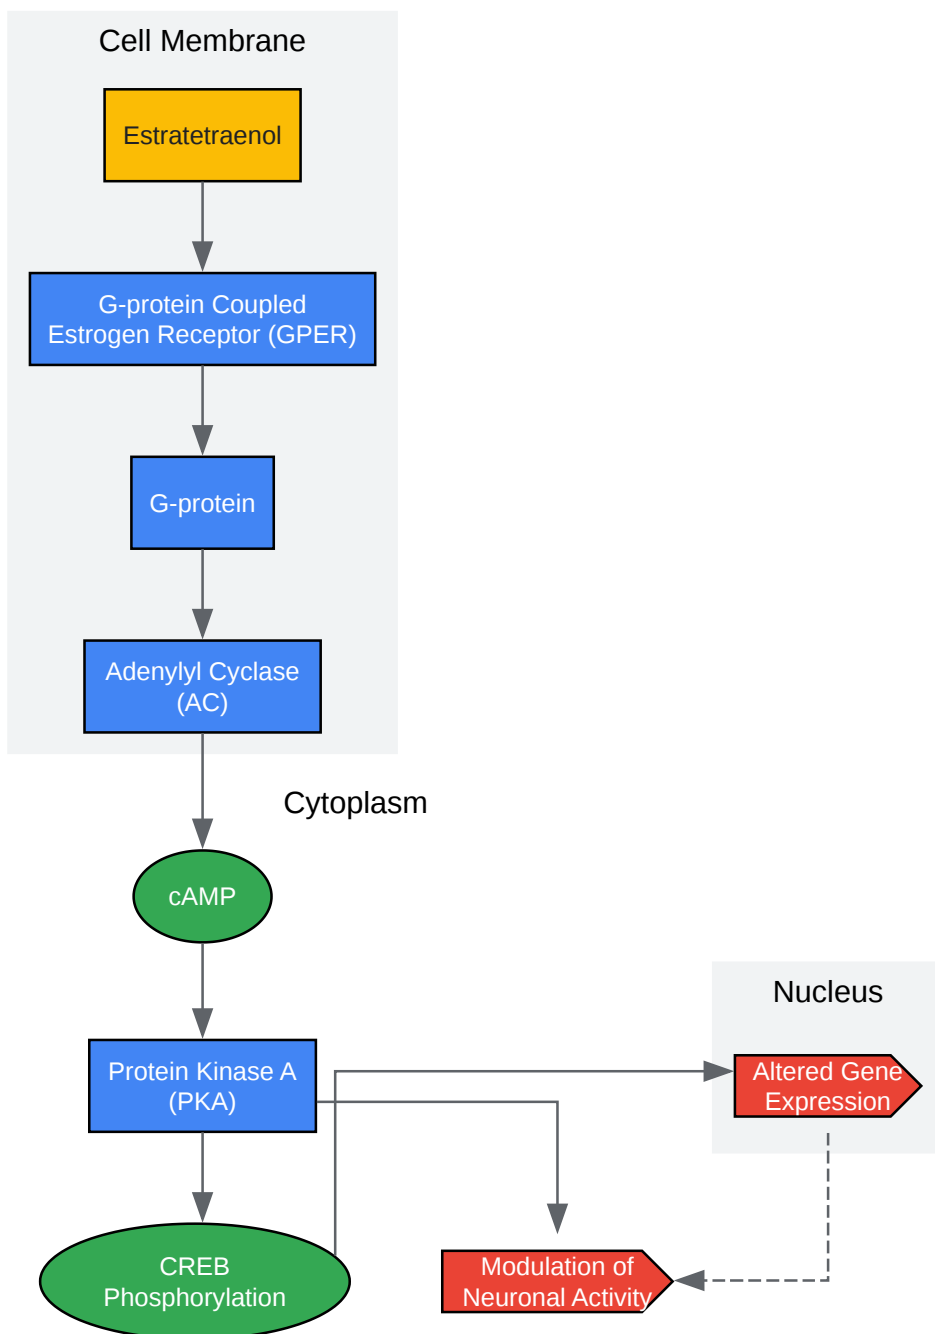 Cell Membrane
Estratetraenol
G-protein Coupled
Estrogen Receptor (GPER)
G-protein
Adenylyl Cyclase
(AC)
Cytoplasm
cAMP
Nucleus
Protein Kinase A
(PKA)
Altered Gene
Expression
CREB
Phosphorylation
Modulation of
Neuronal Activity